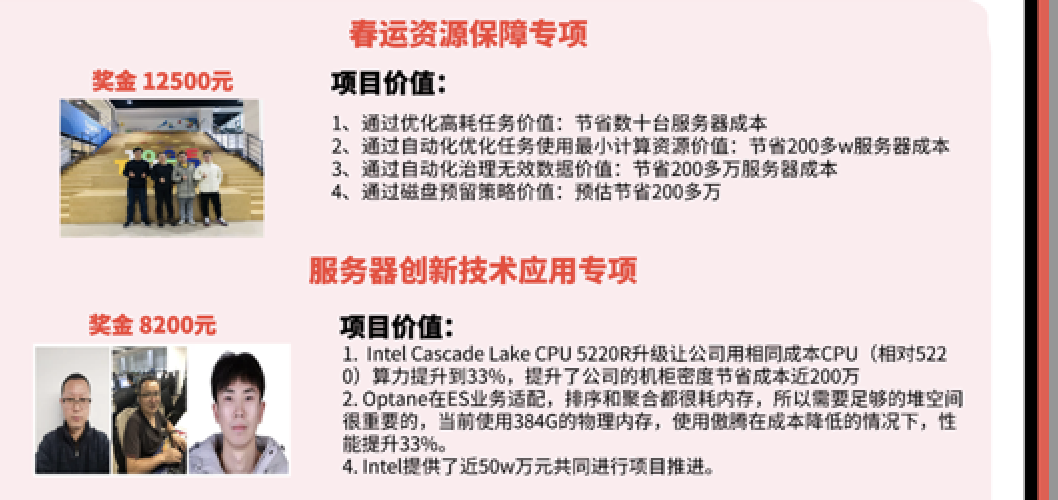 春运资源保障专项
奖金 12500元
项目价值：
1、通过优化高耗任务价值：节省数十台服务器成本
2、通过自动化优化任务使用最小计算资源价值：节省200多w服务器成本
3、通过自动化治理无效数据价值：节省200多万服务器成本
4、通过磁盘预留策略价值：预估节省200多万
服务器创新技术应用专项
奖金 8200元
项目价值：
1. Intel Cascade Lake CPU 5220R升级让公司用相同成本CPU（相对522
0）算力提升到33%，提升了公司的机柜密度节省成本近200万
2. Optane在ES业务适配，排序和聚合都很耗内存，所以需要足够的堆空间
很重要的，当前使用384G的物理内存，使用傲腾在成本降低的情况下，性
能提升33%。
4. Intel提供了近50w万元共同进行项目推进。